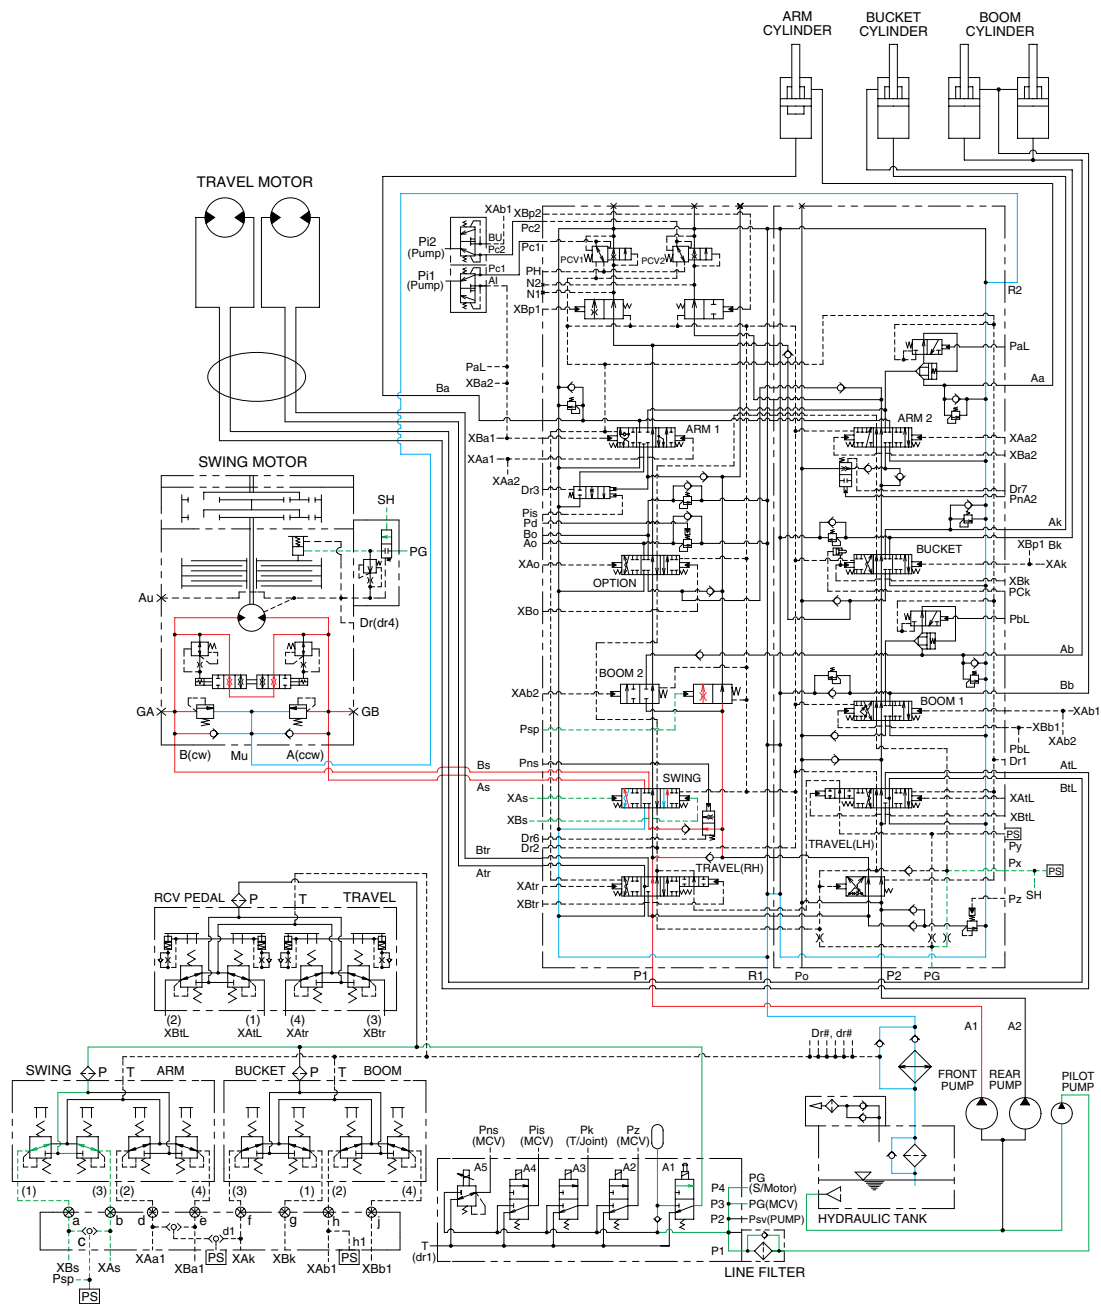 ARM
CYLINDER
BUCKET
CYLINDER
BOOM
CYLINDER
TRAVEL MOTOR
XAb1
XBp2
Pc2
BU
Pi2
(Pump)
Pc2
Pc1
PCV1
PCV2
Pc1
Pi1
(Pump)
AI
PH
N2
N1
R2
XBp1
PaL
PaL
XBa2
Ba
Aa
ARM 1
ARM 2
XBa1
XAa2
XAa1
XBa2
SWING MOTOR
XAa2
Dr3
Dr7
PnA2
SH
Pis
Pd
Bo
Ao
Ak
PG
BUCKET
XBp1
Bk
XAo
XAk
OPTION
XBk
PCk
Au
XBo
PbL
Dr(dr4)
Ab
BOOM 2
XAb2
Bb
BOOM 1
GA
GB
XAb1
Psp
XBb1
XAb2
B(cw)
Mu
A(ccw)
PbL
Dr1
Pns
Bs
SWING
AtL
As
BtL
XAs
XAtL
XBs
XBtL
Dr6
Dr2
TRAVEL(LH)
PS
Py
Btr
TRAVEL(RH)
Px
PS
Atr
XAtr
SH
RCV PEDAL
P
T
TRAVEL
XBtr
Pz
P1
R1
Po
P2
PG
(2)
(1)
(4)
(3)
XBtL
XAtL
XAtr
XBtr
Dr#, dr#
A1
A2
SWING
P
T
ARM
BUCKET
P
T
BOOM
FRONT
PUMP
REAR
PUMP
PILOT
PUMP
Pns
(MCV)
Pis
(MCV)
Pk
(T/Joint)
Pz
(MCV)
A5
A4
A3
A2
A1
PG
(S/Motor)
P4
(1)
(3)
(2)
(4)
(3)
(1)
(2)
(4)
P3
PG(MCV)
P2
Psv(PUMP)
HYDRAULIC TANK
a
b
d
e
f
g
h
j
c
d1
h1
T
(dr1)
P1
XBs
XAs
XAa1
XBa1
PS
XAk
XBk
XAb1
PS
XBb1
LINE FILTER
Psp
PS